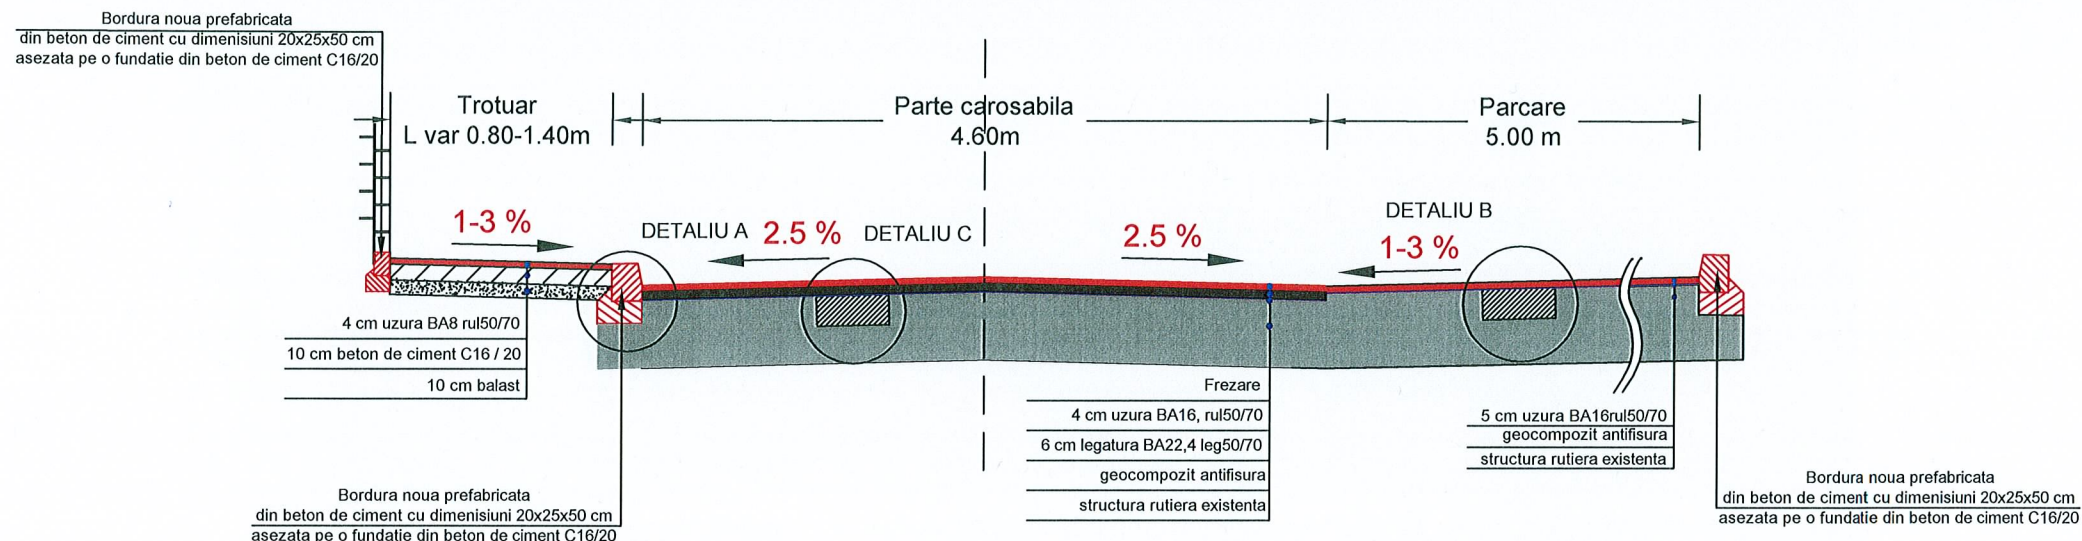 Bordura noua prefabricata
din beton de ciment cu dimenisiuni 20x25x50 cm
asezata pe o fundatie din beton de ciment C16/20
Trotuar
L var 0.80-1.40m
Parte carosabila
4.60m
Parcare
5.00 m
1-3 %
DETALIU A
2.5 %
DETALIU C
2.5 %
DETALIU B
1-3 %
4 cm uzura BA8 rul50/70
10 cm beton de ciment C16 / 20
10 cm balast
Frezare
4 cm uzura BA16, rul50/70
6 cm legatura BA22,4 leg50/70
geocompozit antifisura
structura rutiera existenta
5 cm uzura BA16rul50/70
geocompozit antifisura
structura rutiera existenta
Bordura noua prefabricata
din beton de ciment cu dimenisiuni 20x25x50 cm
asezata pe o fundatie din beton de ciment C16/20
Bordura noua prefabricata
din beton de ciment cu dimenisiuni 20x25x50 cm
asezata pe o fundatie din beton de ciment C16/20